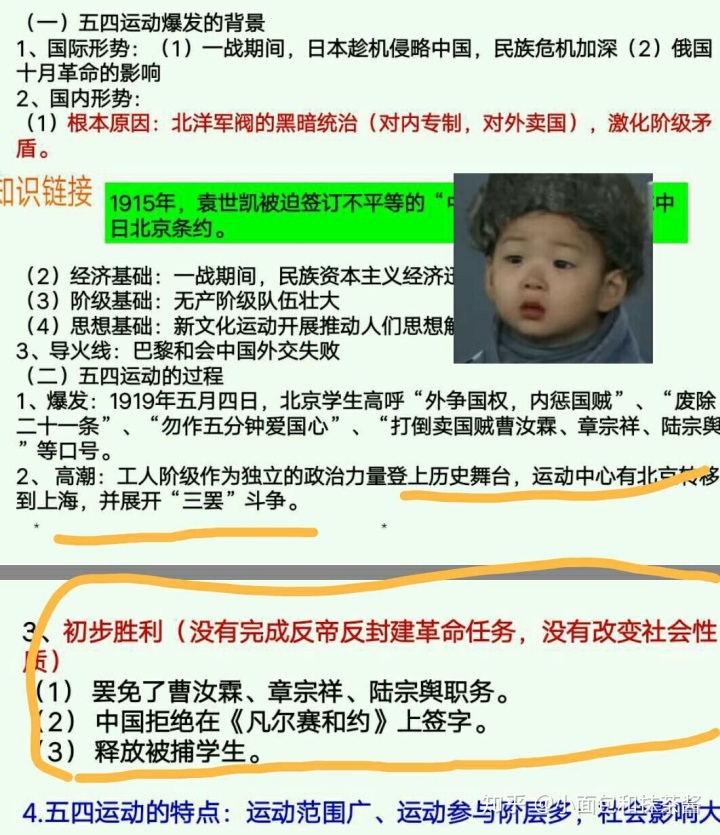 （一）五四运动爆发的背景
1、国际形势：（1）一战期间，日本趁机侵略中国，民族危机加深（2）俄国
十月革命的影响
2、国内形势：
（1）根本原因：北洋军阀的黑暗统治（对内专制，对外卖国），激化阶级矛
盾。
知识链接
1915年，袁世凯被迫签订不平等的“
中
日北京条约。
（2）经济基础：一战期间，民族资本主义经济
（3）阶级基础：无产阶级队伍壮大
（4）思想基础：新文化运动开展推动人们思想
3、导火线：巴黎和会中国外交失败
（二）五四运动的过程
1、爆发：1919年五月四日，北京学生高呼“外争国权，内惩国贼”、“废除
二十一条”、“勿作五分钟爱国心”、“打倒卖国贼曹汝霖、章宗祥、陆宗舆
”等口号。
2、高潮：工人阶级作为独立的政治力量登上历史舞台，运动中心有北京转移
到上海，并展开“三罢”斗争。
*
*
3、初步胜利（没有完成反帝反封建革命任务，没有改变社会性
质）
（1） 罢免了曹汝霖、章宗祥、陆宗舆职务。
（2） 中国拒绝在《凡尔赛和约》上签字。
（3） 释放被捕学生。
4.五四运动的特点：运动范围广、运动参与阶层多，社会影响大
知乎 @小面包和抹茶酱